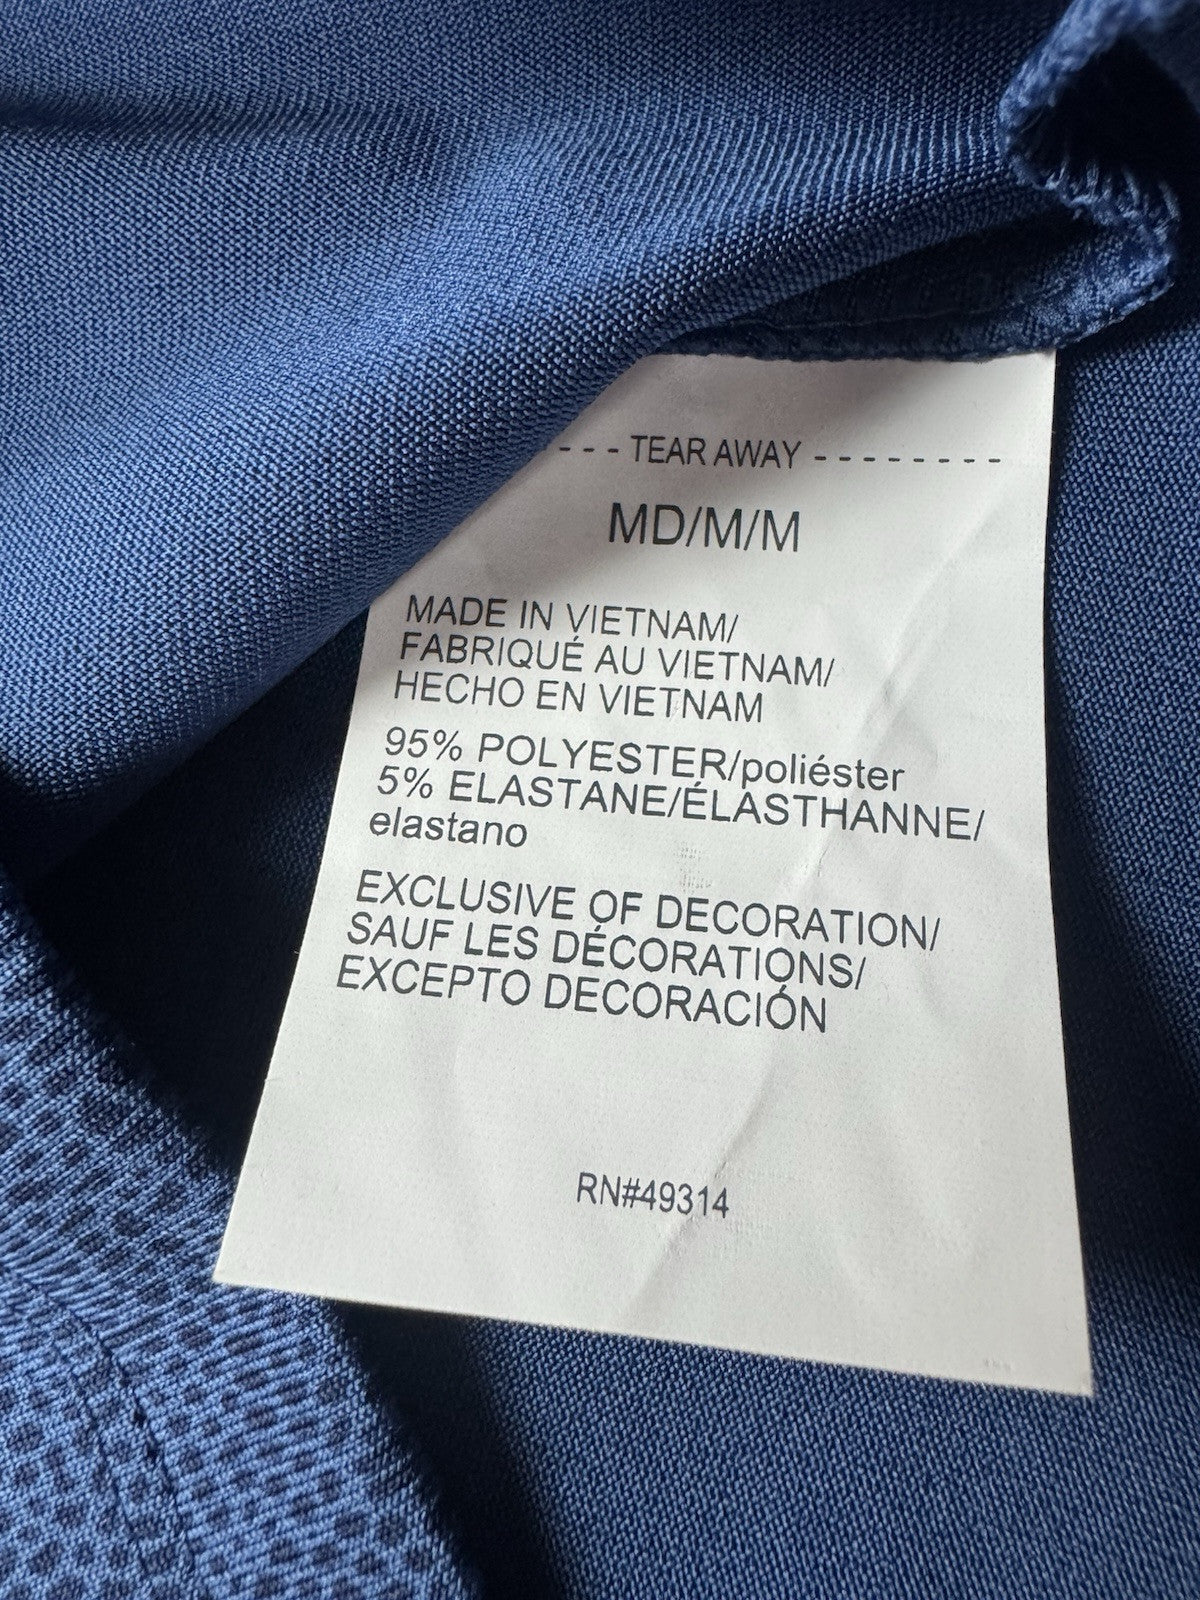 --- TEAR AWAY --------
MD/M/M
MADE IN VIETNAM/
FABRIQUÉ AU VIETNAM/
HECHO EN VIETNAM
95% POLYESTER/poliéster
5% ELASTANE/ÉLASTHANNE/
elastano
EXCLUSIVE OF DECORATION/
SAUF LES DÉCORATIONS/
EXCEPTO DECORACIÓN
RN#49314